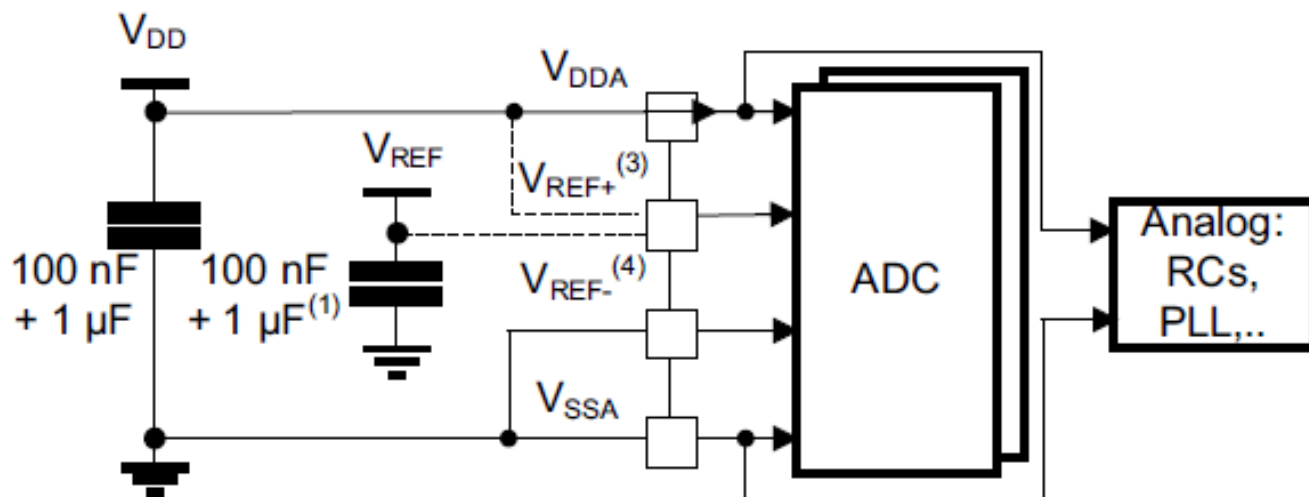 VDD
VDDA
VREF
VREF+(3)
100 nF
+ 1 µF
100 nF
+ 1 µF(1)
VREF-(4)
VSSA
ADC
Analog:
RCs,
PLL,..